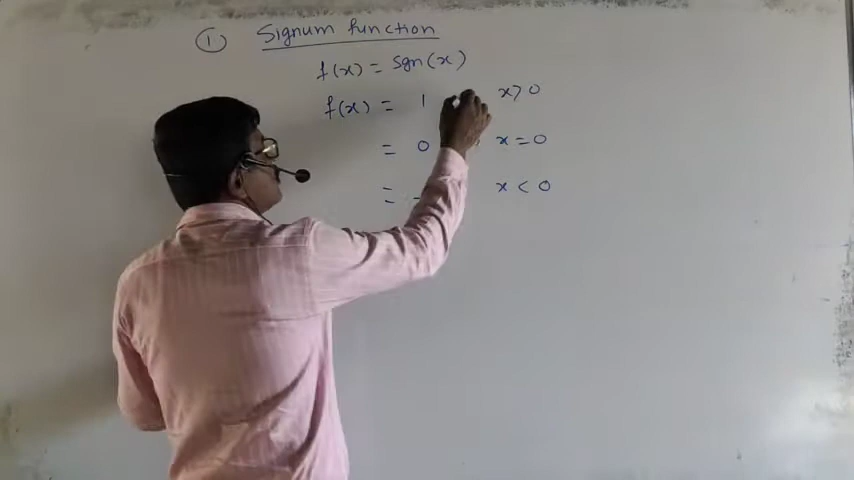 ① Signum function
f(x) = sgn(x)
f(x) = 1 x > 0
= 0 x = 0
= - x < 0